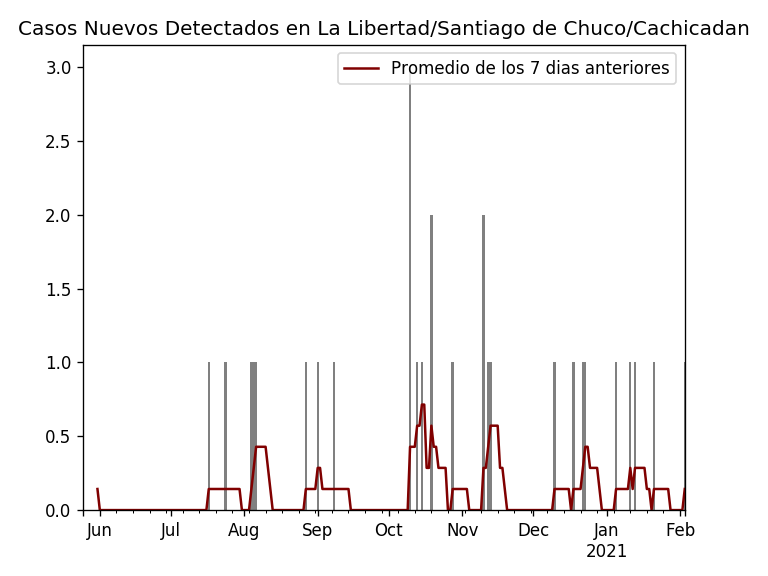 Casos Nuevos Detectados en La Libertad/Santiago de Chuco/Cachicadan
Promedio de los 7 dias anteriores
3.0
2.5
2.0
1.5
1.0
0.5
0.0
Jun Jul Aug Sep Oct Nov Dec Jan Feb
2021